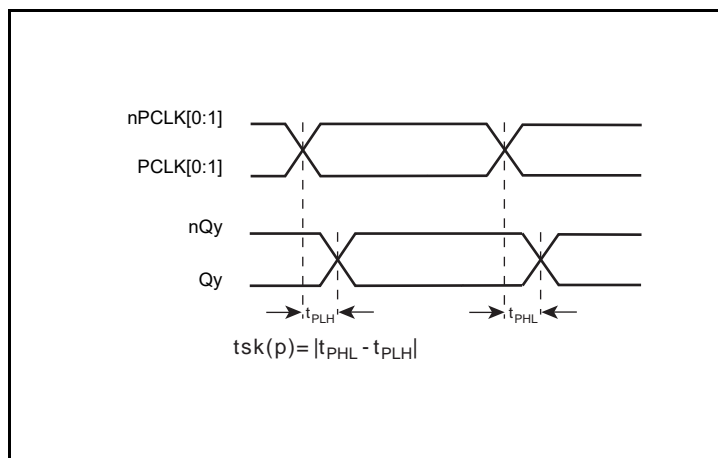 nPCLK[0:1]
PCLK[0:1]
nQy
Qy
tPLH
tPHL
tsk(p)= |tPHL - tPLH|